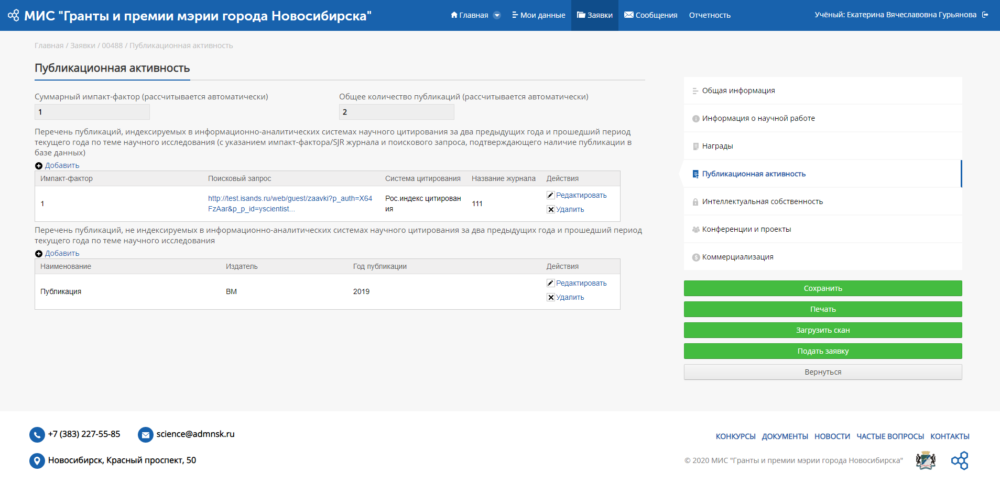 МИС "Гранты и премии мэрии города Новосибирска"
Главная
Мои данные
Заявки
Сообщения
Отчетность
Учёный: Екатерина Вячеславовна Гурьянова
Главная / Заявки / 00488 / Публикационная активность
Публикационная активность
Суммарный импакт-фактор (рассчитывается автоматически)
1
Общее количество публикаций (рассчитывается автоматически)
2
Перечень публикаций, индексируемых в информационно-аналитических системах научного цитирования за два предыдущих года и прошедший период
текущего года по теме научного исследования (с указанием импакт-фактора/SJR журнала и поискового запроса, подтверждающего наличие публикации в
базе данных)
Добавить
Импакт-фактор Поисковый запрос Система цитирования Название журнала Действия
1
http://test.isands.ru/web/guest/zaavki?p_auth=X64
FzAar&p_p_id=yscientist...
Рос.индекс цитирован
ия
111
Редактировать
Удалить
Перечень публикаций, не индексируемых в информационно-аналитических системах научного цитирования за два предыдущих года и прошедший период
текущего года по теме научного исследования
Добавить
Наименование Издатель Год публикации Действия
Публикация ВМ 2019
Редактировать
Удалить
Общая информация
Информация о научной работе
Награды
Публикационная активность
Интеллектуальная собственность
Конференции и проекты
Коммерциализация
Сохранить
Печать
Загрузить скан
Подать заявку
Вернуться
+7 (383) 227-55-85
science@admnsk.ru
Новосибирск, Красный проспект, 50
КОНКУРСЫ ДОКУМЕНТЫ НОВОСТИ ЧАСТЫЕ ВОПРОСЫ КОНТАКТЫ
© 2020 МИС "Гранты и премии мэрии города Новосибирска"